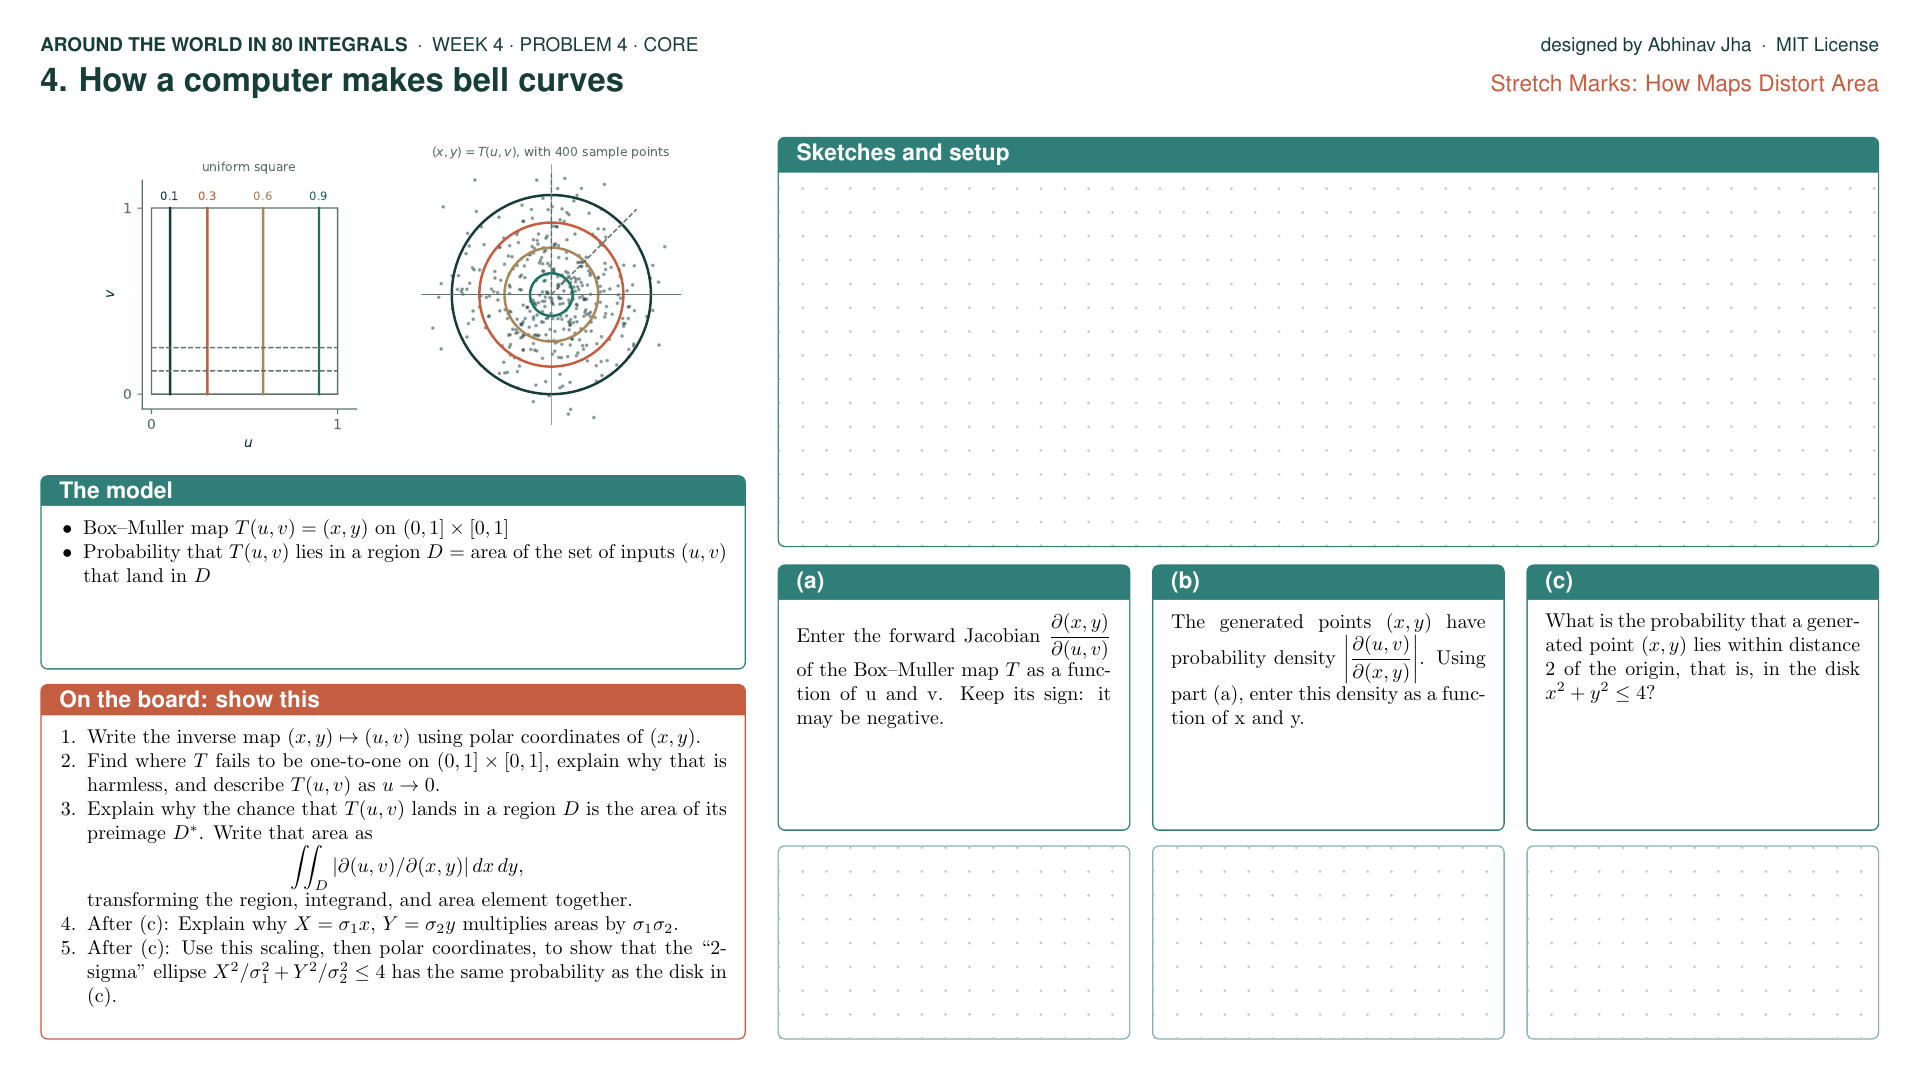 AROUND THE WORLD IN 80 INTEGRALS · WEEK 4 · PROBLEM 4 · CORE
designed by Abhinav Jha · MIT License
4. How a computer makes bell curves
Stretch Marks: How Maps Distort Area
uniform square
0.1 0.3 0.6 0.9
1
v
0
0 1
u
(x, y) = T(u, v), with 400 sample points
The model
• Box–Muller map T(u, v) = (x, y) on (0, 1] × [0, 1]
• Probability that T(u, v) lies in a region D = area of the set of inputs (u, v)
that land in D
On the board: show this
1. Write the inverse map (x, y) ↦ (u, v) using polar coordinates of (x, y).
2. Find where T fails to be one-to-one on (0, 1] × [0, 1], explain why that is
harmless, and describe T(u, v) as u → 0.
3. Explain why the chance that T(u, v) lands in a region D is the area of its
preimage D*. Write that area as
∬_D |∂(u, v)/∂(x, y)| dx dy,
transforming the region, integrand, and area element together.
4. After (c): Explain why X = σ₁x, Y = σ₂y multiplies areas by σ₁σ₂.
5. After (c): Use this scaling, then polar coordinates, to show that the “2-
sigma” ellipse X²/σ₁² + Y²/σ₂² ≤ 4 has the same probability as the disk in
(c).
Sketches and setup
(a)
Enter the forward Jacobian ∂(x, y)/∂(u, v)
of the Box–Muller map T as a func-
tion of u and v. Keep its sign: it
may be negative.
(b)
The generated points (x, y) have
probability density |∂(u, v)/∂(x, y)|. Using
part (a), enter this density as a func-
tion of x and y.
(c)
What is the probability that a gener-
ated point (x, y) lies within distance
2 of the origin, that is, in the disk
x² + y² ≤ 4?